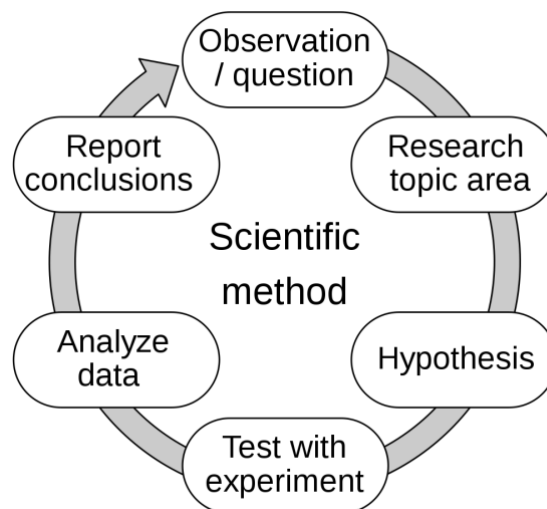 Observation
/ question
Research
topic area
Hypothesis
Test with
experiment
Analyze
data
Report
conclusions
Scientific
method